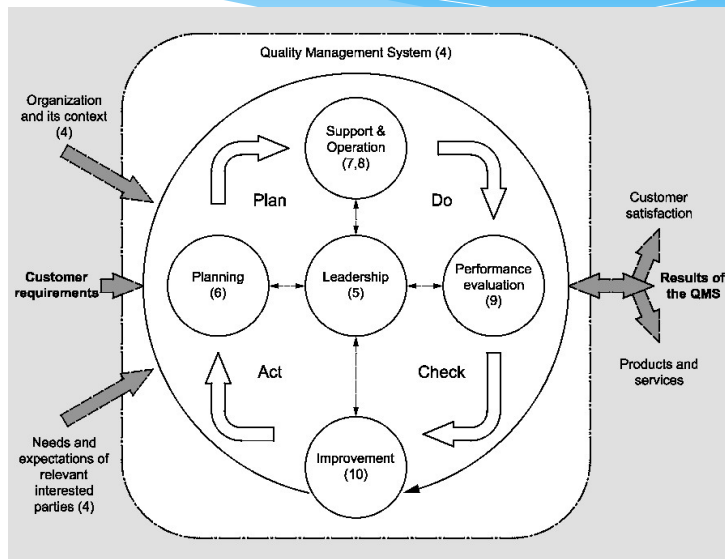 Quality Management System (4)
Organization
and its context
(4)
Support &
Operation
(7,8)
Plan
Do
Customer
satisfaction
Customer
requirements
Planning
(6)
Leadership
(5)
Performance
evaluation
(9)
Results of
the QMS
Act
Check
Products and
services
Needs and
expectations of
relevant
interested
parties (4)
Improvement
(10)